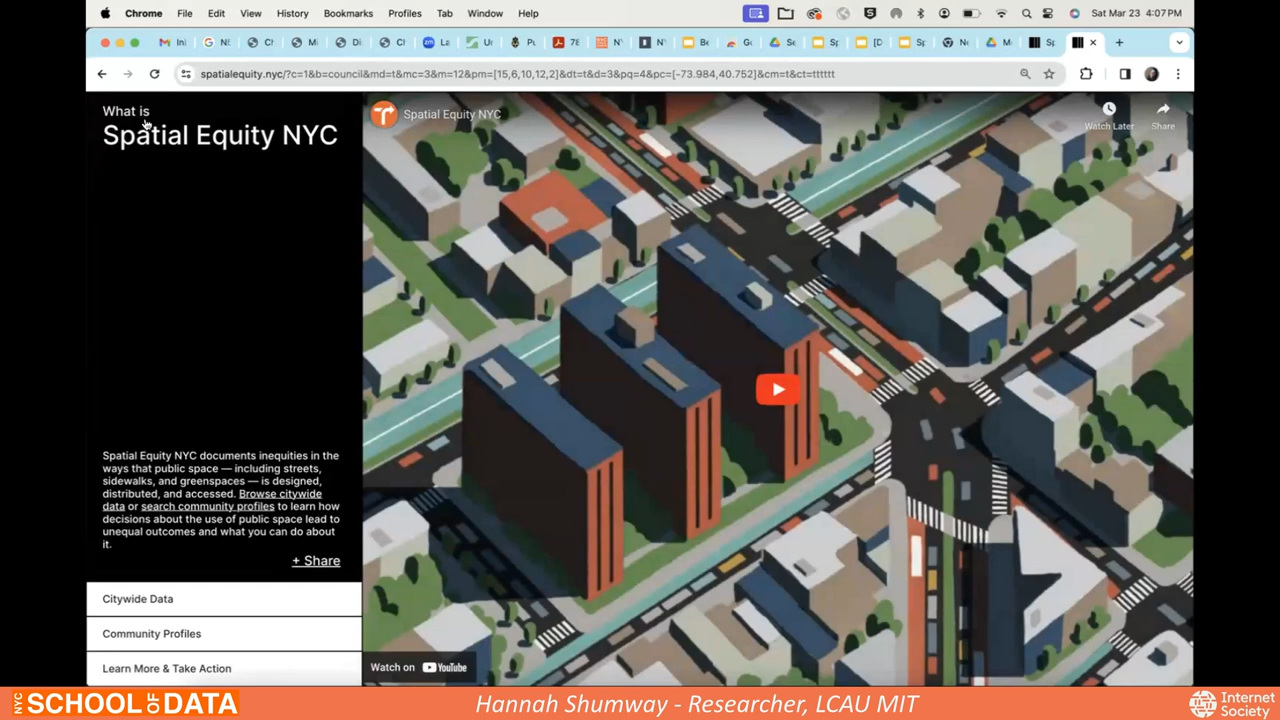 Chrome File Edit View History Bookmarks Profiles Tab Window Help Sat Mar 23 4:07 PM
spatialequity.nyc/?c=1&b=council&md=t&mc=3&m=12&pm=[15,6,10,12,2]&dt=t&d=3&pq=4&pc=[-73.984,40.752]&cm=t&ct=tttttt
What is
Spatial Equity NYC
Spatial Equity NYC documents inequities in the
ways that public space — including streets,
sidewalks, and greenspaces — is designed,
distributed, and accessed. Browse citywide
data or search community profiles to learn how
decisions about the use of public space lead to
unequal outcomes and what you can do about
it.
+ Share
Citywide Data
Community Profiles
Learn More & Take Action
Spatial Equity NYC
Watch Later
Share
Watch on YouTube
NYC SCHOOL OF DATA
Hannah Shumway - Researcher, LCAU MIT
Internet
Society